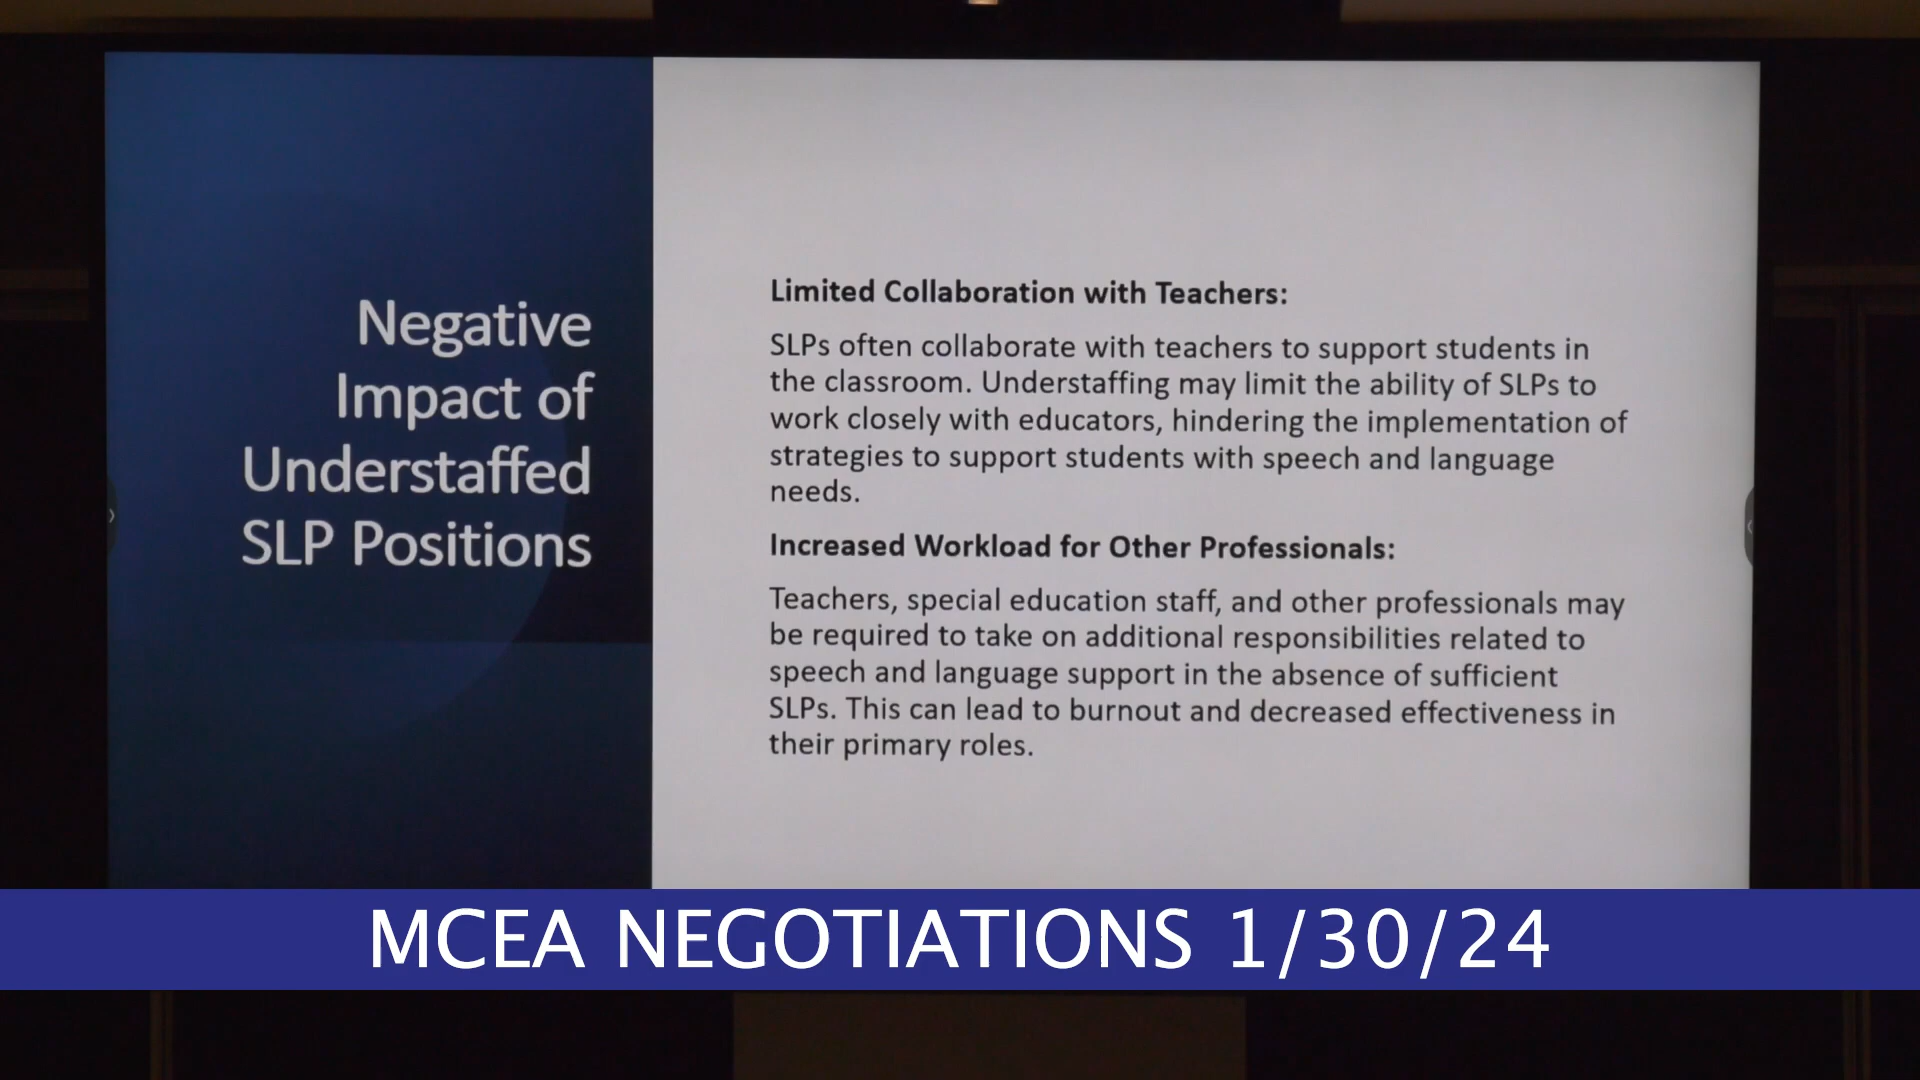 Negative
Impact of
Understaffed
SLP Positions
Limited Collaboration with Teachers:
SLPs often collaborate with teachers to support students in
the classroom. Understaffing may limit the ability of SLPs to
work closely with educators, hindering the implementation of
strategies to support students with speech and language
needs.
Increased Workload for Other Professionals:
Teachers, special education staff, and other professionals may
be required to take on additional responsibilities related to
speech and language support in the absence of sufficient
SLPs. This can lead to burnout and decreased effectiveness in
their primary roles.
MCEA NEGOTIATIONS 1/30/24